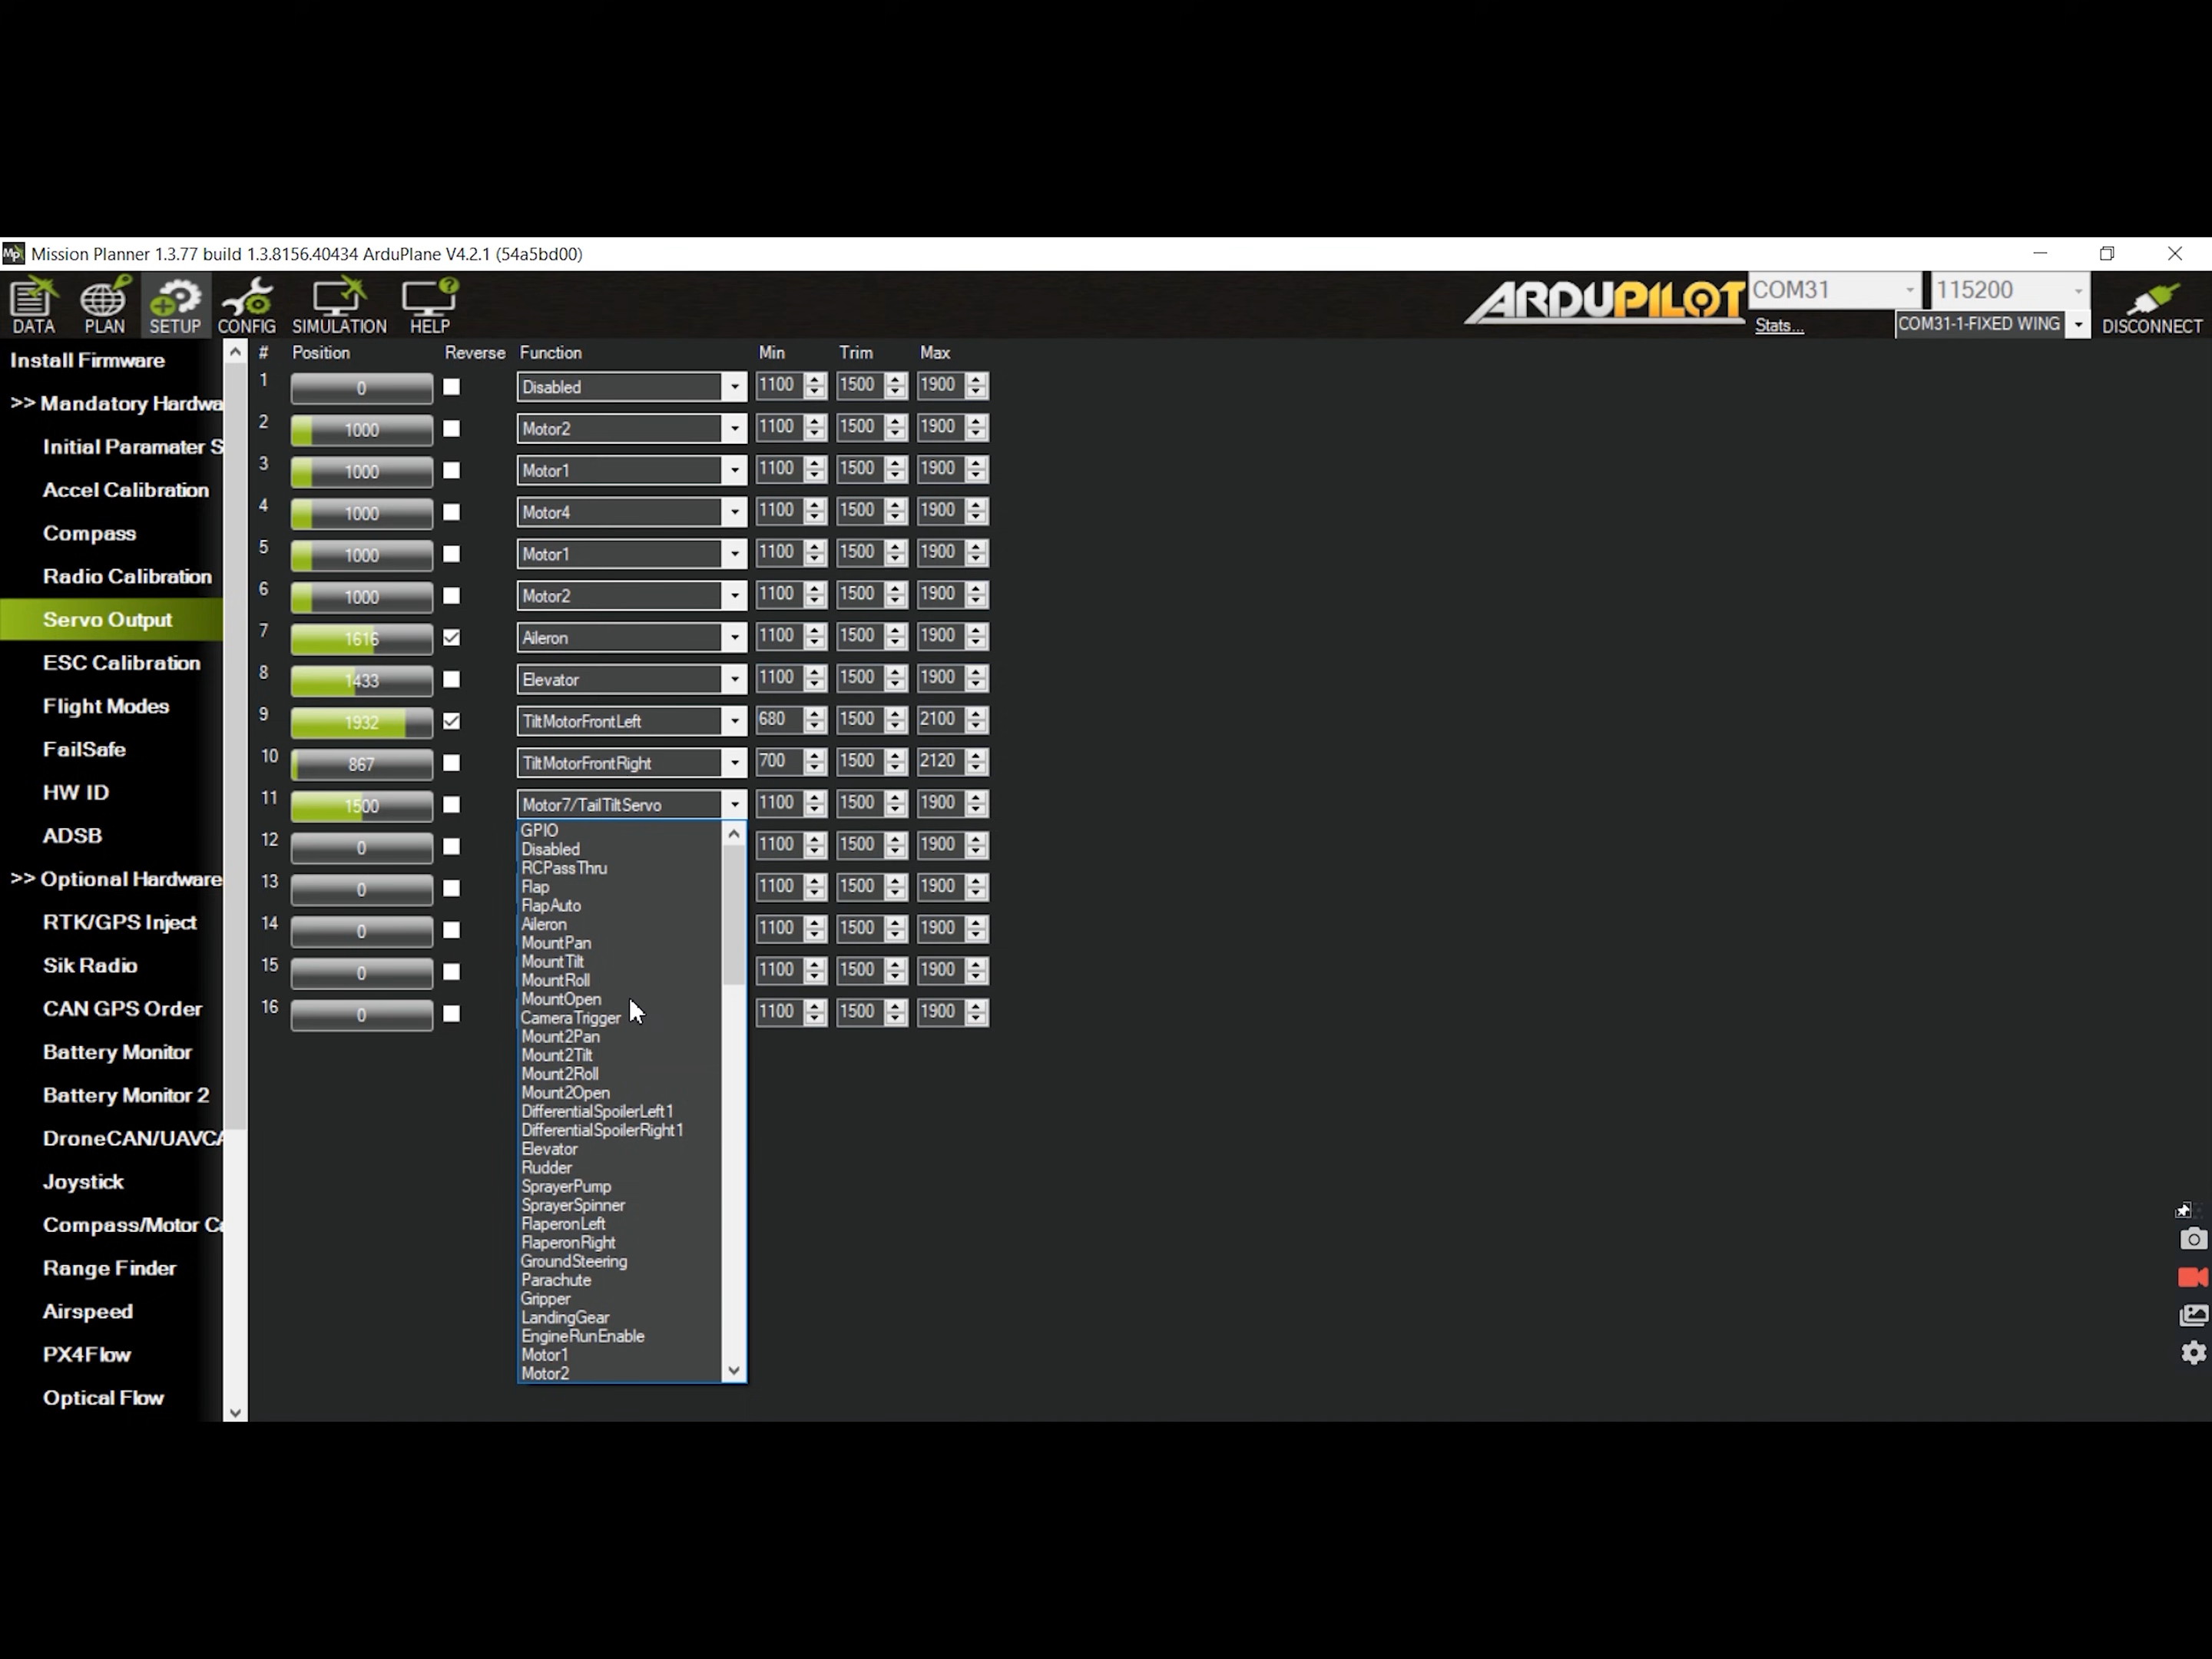 Mission Planner 1.3.77 build 1.3.8156.40434 ArduPlane V4.2.1 (54a5bd00)
DATA PLAN SETUP CONFIG SIMULATION HELP
ARDUPILOT
COM31 115200
Stats... COM31-1-FIXED WING DISCONNECT
Install Firmware
>> Mandatory Hardwa
Initial Paramater S
Accel Calibration
Compass
Radio Calibration
Servo Output
ESC Calibration
Flight Modes
FailSafe
HW ID
ADSB
>> Optional Hardware
RTK/GPS Inject
Sik Radio
CAN GPS Order
Battery Monitor
Battery Monitor 2
DroneCAN/UAVCA
Joystick
Compass/Motor Ca
Range Finder
Airspeed
PX4Flow
Optical Flow
# Position Reverse Function Min Trim Max
1 0 Disabled 1100 1500 1900
2 1000 Motor2 1100 1500 1900
3 1000 Motor1 1100 1500 1900
4 1000 Motor4 1100 1500 1900
5 1000 Motor1 1100 1500 1900
6 1000 Motor2 1100 1500 1900
7 1616 Aileron 1100 1500 1900
8 1433 Elevator 1100 1500 1900
9 1932 TiltMotorFrontLeft 680 1500 2100
10 867 TiltMotorFrontRight 700 1500 2120
11 1500 Motor7/TailTiltServo 1100 1500 1900
12 0 1100 1500 1900
13 0 1100 1500 1900
14 0 1100 1500 1900
15 0 1100 1500 1900
16 0 1100 1500 1900
GPIO
Disabled
RCPassThru
Flap
FlapAuto
Aileron
MountPan
MountTilt
MountRoll
MountOpen
CameraTrigger
Mount2Pan
Mount2Tilt
Mount2Roll
Mount2Open
DifferentialSpoilerLeft1
DifferentialSpoilerRight1
Elevator
Rudder
SprayerPump
SprayerSpinner
FlaperonLeft
FlaperonRight
GroundSteering
Parachute
Gripper
LandingGear
EngineRunEnable
Motor1
Motor2